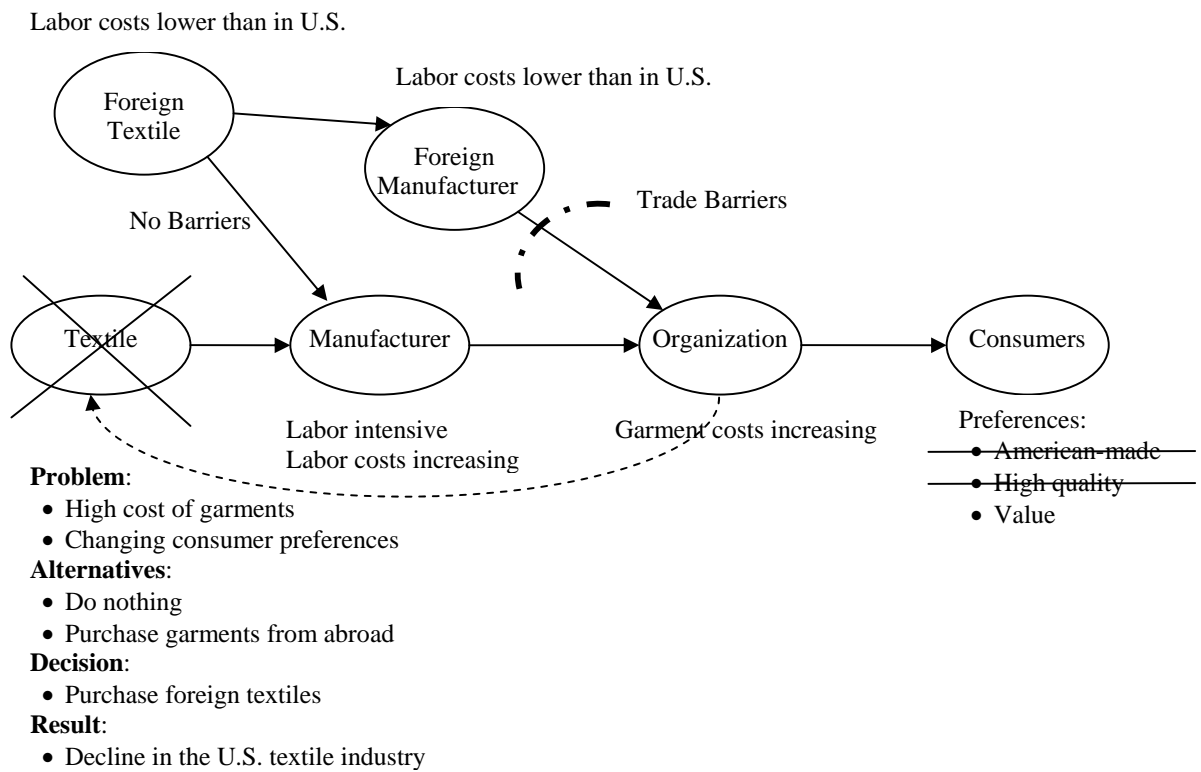 Labor costs lower than in U.S.
Labor costs lower than in U.S.
Foreign
Textile
Foreign
Manufacturer
Trade Barriers
No Barriers
Textile
Manufacturer
Organization
Consumers
Labor intensive
Labor costs increasing
Garment costs increasing
Preferences:
• American-made
• High quality
• Value
Problem:
• High cost of garments
• Changing consumer preferences
Alternatives:
• Do nothing
• Purchase garments from abroad
Decision:
• Purchase foreign textiles
Result:
• Decline in the U.S. textile industry